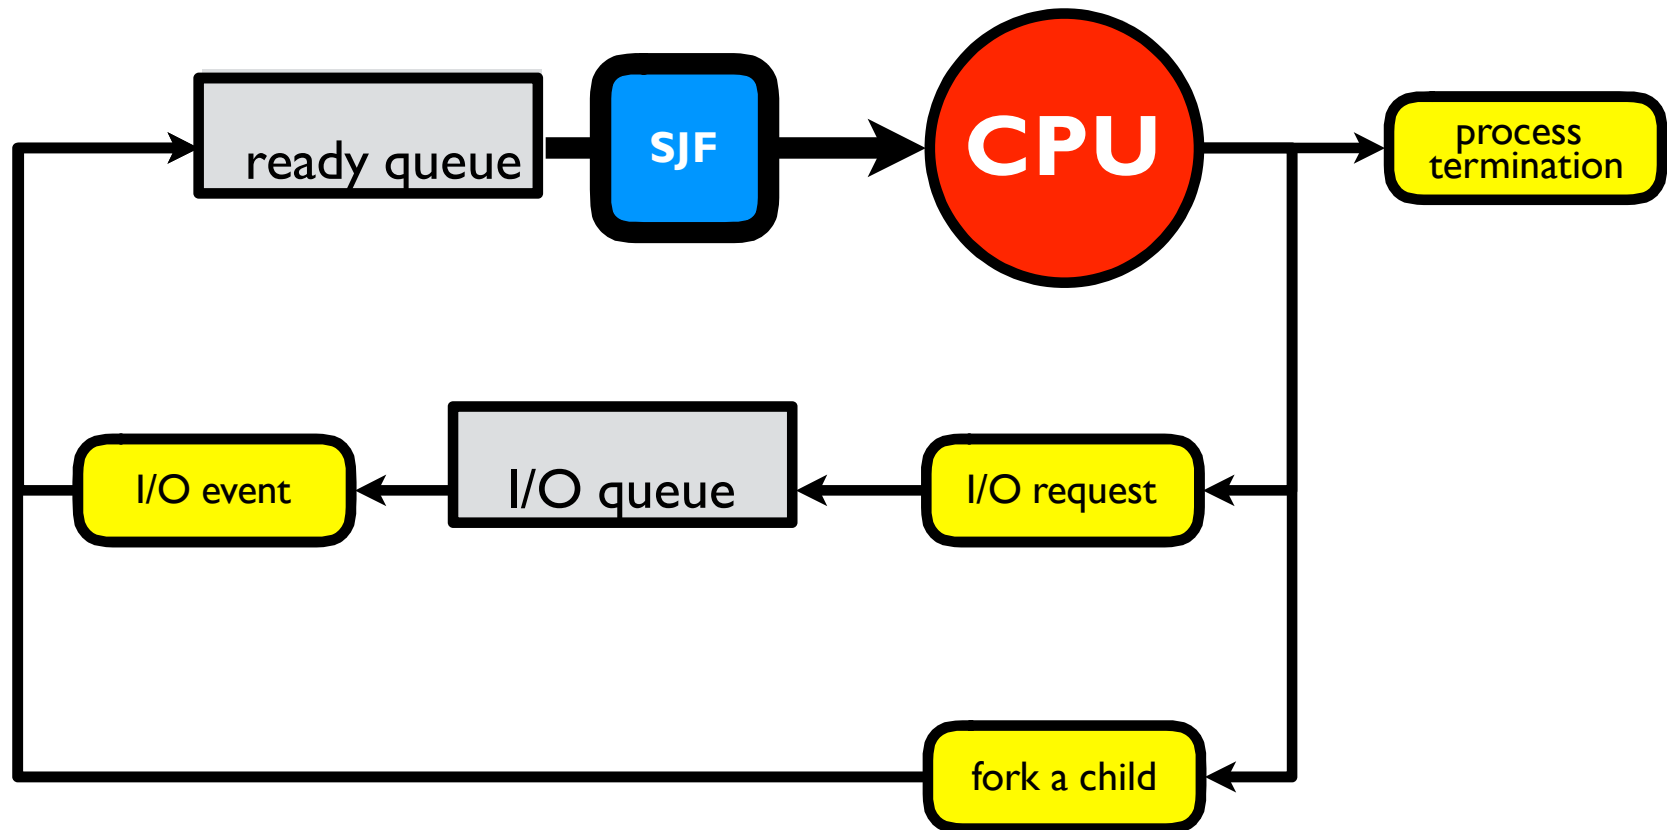 ready queue
SJF
CPU
process
termination
I/O event
I/O queue
I/O request
fork a child